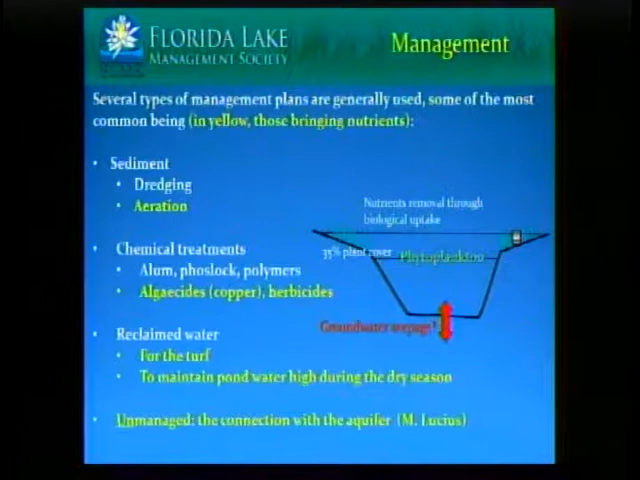 FLORIDA LAKE
MANAGEMENT SOCIETY
Management
Several types of management plans are generally used, some of the most
common being (in yellow, those bringing nutrients):
• Sediment
• Dredging
• Aeration
Nutrients removal through
biological uptake
35% plant cover
Phytoplankton
• Chemical treatments
• Alum, phoslock, polymers
• Algaecides (copper), herbicides
Groundwater seepage?
• Reclaimed water
• For the turf
• To maintain pond water high during the dry season
• Unmanaged: the connection with the aquifer (M. Lucius)